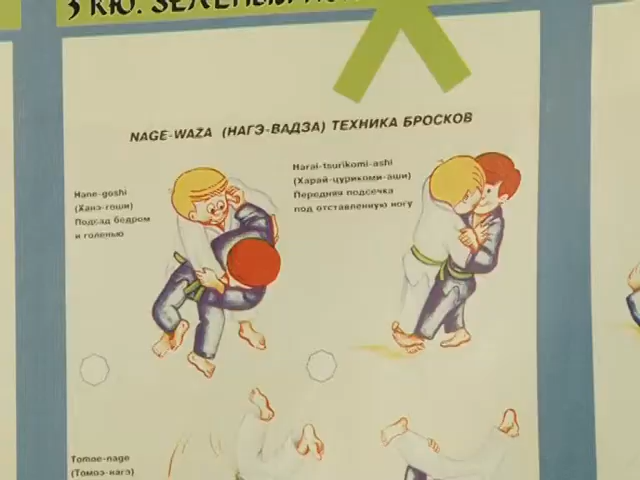 3 КЮ. ЗЕЛЕНЫЙ
NAGE-WAZA (НАГЭ-ВАДЗА) ТЕХНИКА БРОСКОВ
Hane-goshi
(Ханэ-гоши)
Подсад бедром
и голенью
Harai-tsurikomi-ashi
(Харай-цурикоми-аши)
Передняя подсечка
под отставленную ногу
Tomoe-nage
(Томоэ-нагэ)